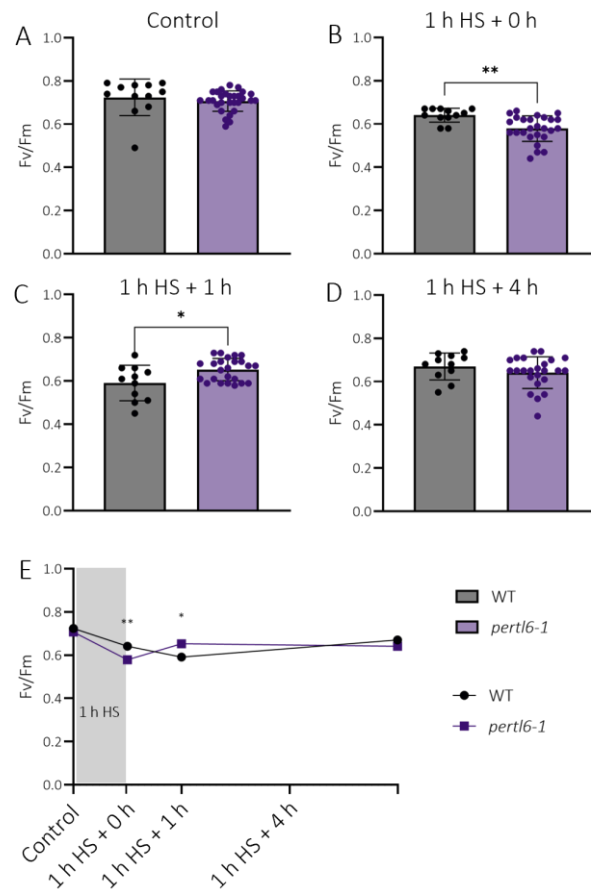 A
Control
Fv/Fm
1.0
0.8
0.6
0.4
0.2
0.0
B
1 h HS + 0 h
**
Fv/Fm
1.0
0.8
0.6
0.4
0.2
0.0
C
1 h HS + 1 h
*
Fv/Fm
1.0
0.8
0.6
0.4
0.2
0.0
D
1 h HS + 4 h
Fv/Fm
1.0
0.8
0.6
0.4
0.2
0.0
E
Fv/Fm
1.0
0.8
0.6
0.4
0.2
0.0
**
*
1 h HS
Control
1 h HS + 0 h
1 h HS + 1 h
1 h HS + 4 h
WT
pertl6-1
WT
pertl6-1